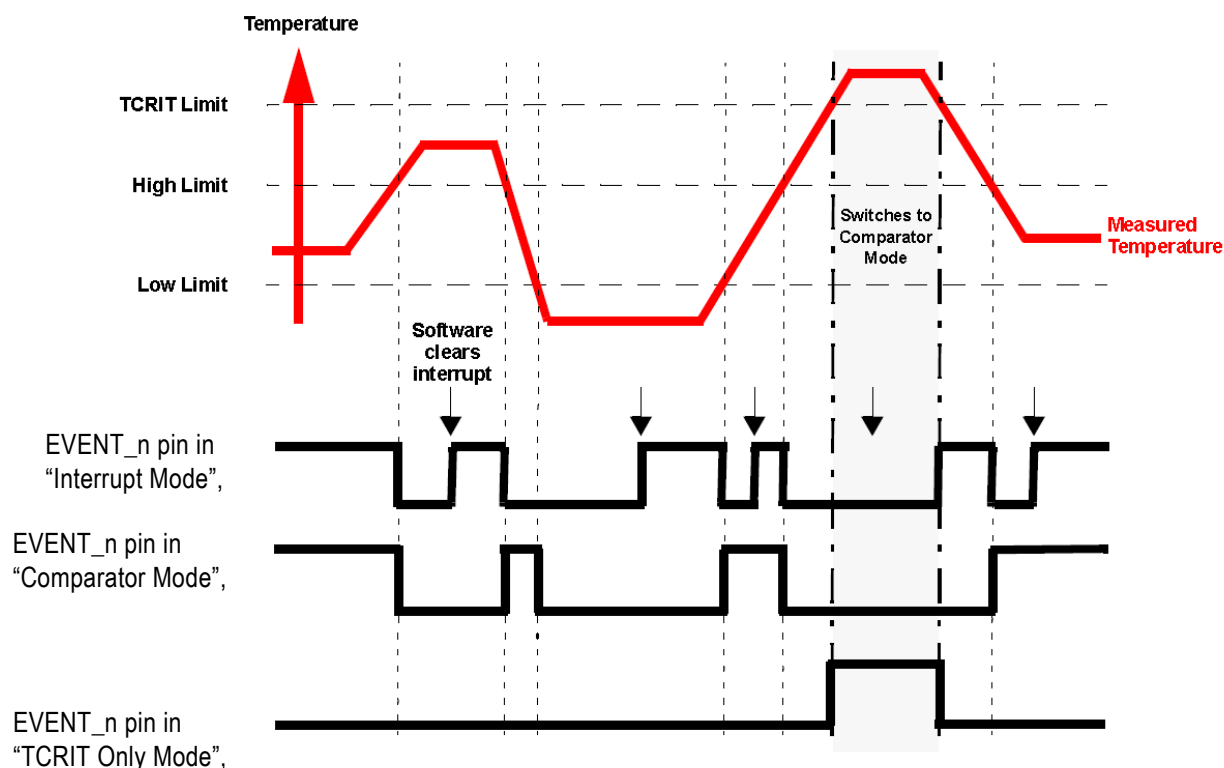 Temperature
TCRIT Limit
High Limit
Switches to
Comparator
Mode
Measured
Temperature
Low Limit
Software
clears
interrupt
EVENT_n pin in
“Interrupt Mode”,
EVENT_n pin in
“Comparator Mode”,
EVENT_n pin in
“TCRIT Only Mode”,